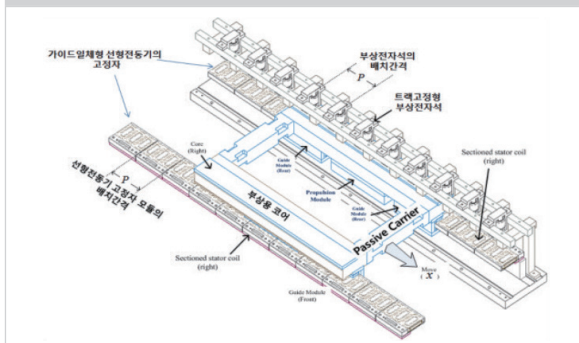 가이드일체형 선형전동기의
고정자
부상전자석의
배치간격
P
트랙고정형
부상전자석
Core
(Right)
Guide
Module
(Rear)
Propulsion
Module
Guide
Module
(Rear)
Sectioned stator coil
(right)
P
선형전동기 고정자 모듈의
배치간격
부상용 코어
Passive Carrier
Sectioned stator coil
(right)
Move
( x )
Guide Module
(Front)